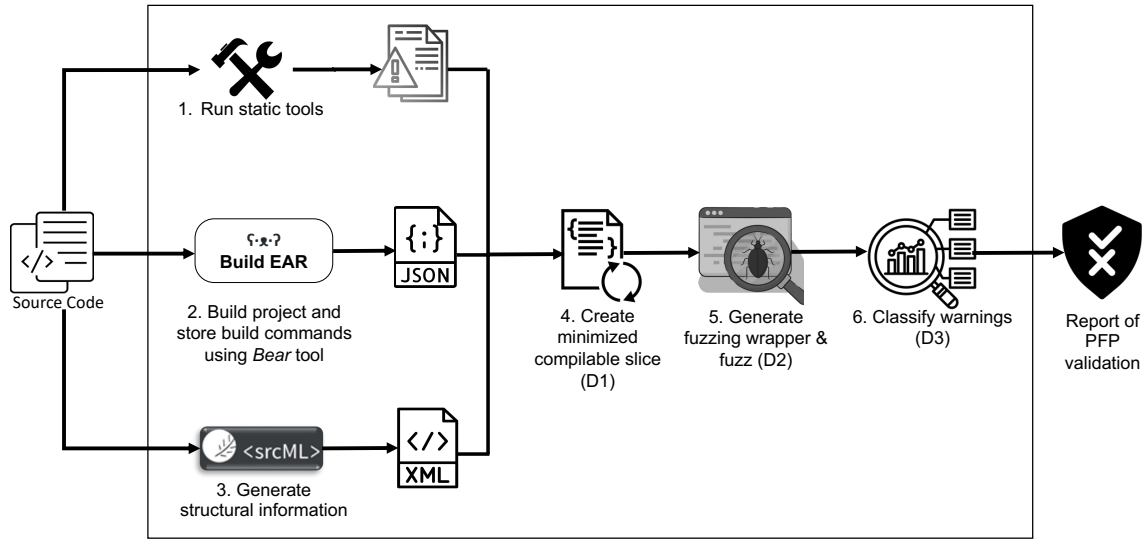 1. Run static tools
</>
Source Code
ʕ·ᴥ·ʔ
Build EAR
2. Build project and
store build commands
using Bear tool
{;}
JSON
<srcML>
3. Generate
structural information
</>
XML
{ }
4. Create
minimized
compilable slice
(D1)
5. Generate
fuzzing wrapper &
fuzz (D2)
6. Classify warnings
(D3)
Report of
PFP
validation